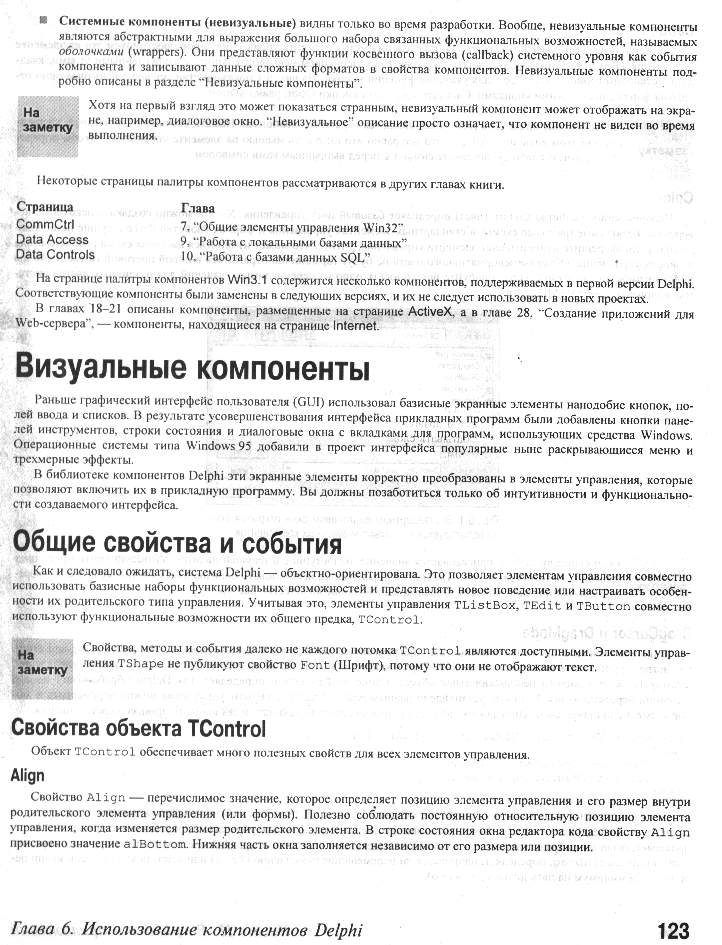 ■ Системные компоненты (невизуальные) видны только во время разработки. Вообще, невизуальные компоненты
являются абстрактными для выражения большого набора связанных функциональных возможностей, называемых
оболочками (wrappers). Они представляют функции косвенного вызова (callback) системного уровня как события
компонента и записывают данные сложных форматов в свойства компонентов. Невизуальные компоненты под-
робно описаны в разделе “Невизуальные компоненты”.
На
заметку
Хотя на первый взгляд это может показаться странным, невизуальный компонент может отображать на экра-
не, например, диалоговое окно. “Невизуальное” описание просто означает, что компонент не виден во время
выполнения.
Некоторые страницы палитры компонентов рассматриваются в других главах книги.
Страница Глава
CommCtrl 7, “Общие элементы управления Win32”
Data Access 9, “Работа с локальными базами данных”
Data Controls 10, “Работа с базами данных SQL”
На странице палитры компонентов Win3.1 содержится несколько компонентов, поддерживаемых в первой версии Delphi.
Соответствующие компоненты были заменены в следующих версиях, и их не следует использовать в новых проектах.
В главах 18–21 описаны компоненты, размещенные на странице ActiveX, а в главе 28, “Создание приложений для
Web-сервера”, — компоненты, находящиеся на странице Internet.
Визуальные компоненты
Раньше графический интерфейс пользователя (GUI) использовал базисные экранные элементы наподобие кнопок, по-
лей ввода и списков. В результате усовершенствования интерфейса прикладных программ были добавлены кнопки пане-
лей инструментов, строки состояния и диалоговые окна с вкладками для программ, использующих средства Windows.
Операционные системы типа Windows 95 добавили в проект интерфейса популярные ныне раскрывающиеся меню и
трехмерные эффекты.
В библиотеке компонентов Delphi эти экранные элементы корректно преобразованы в элементы управления, которые
позволяют включить их в прикладную программу. Вы должны позаботиться только об интуитивности и функционально-
сти создаваемого интерфейса.
Общие свойства и события
Как и следовало ожидать, система Delphi — объектно-ориентирована. Это позволяет элементам управления совместно
использовать базисные наборы функциональных возможностей и представлять новое поведение или настраивать особен-
ности их родительского типа управления. Учитывая это, элементы управления TListBox, TEdit и TButton совместно
используют функциональные возможности их общего предка, TControl.
На
заметку
Свойства, методы и события далеко не каждого потомка TControl являются доступными. Элементы управ-
ления TShape не публикуют свойство Font (Шрифт), потому что они не отображают текст.
Свойства объекта TControl
Объект TControl обеспечивает много полезных свойств для всех элементов управления.
Align
Свойство Align — перечислимое значение, которое определяет позицию элемента управления и его размер внутри
родительского элемента управления (или формы). Полезно соблюдать постоянную относительную позицию элемента
управления, когда изменяется размер родительского элемента. В строке состояния окна редактора кода свойству Align
присвоено значение alBottom. Нижняя часть окна заполняется независимо от его размера или позиции.
Глава 6. Использование компонентов Delphi 123